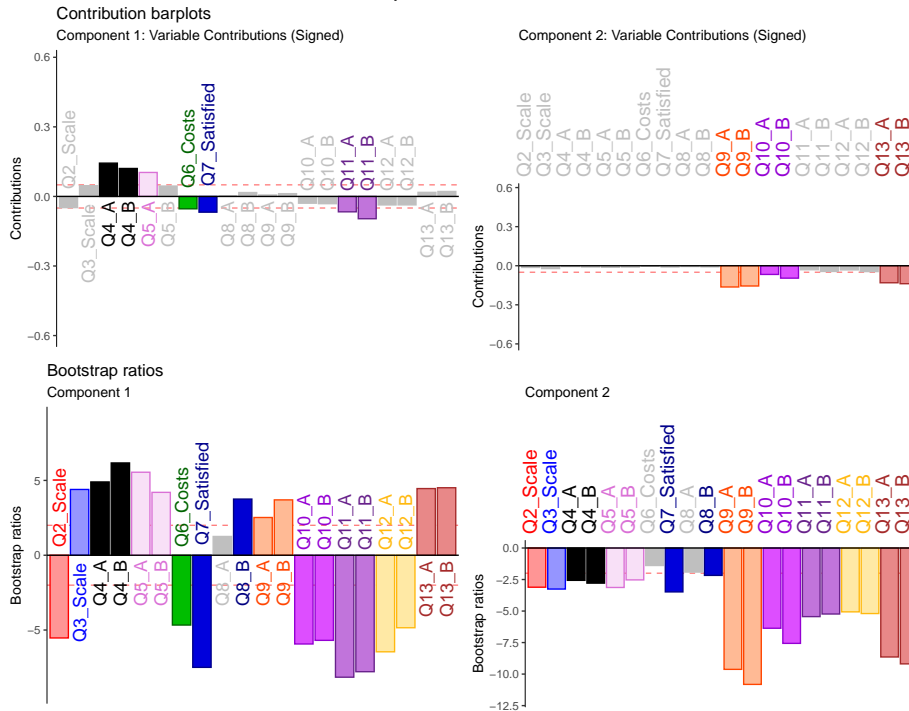 Contribution barplots
Component 1: Variable Contributions (Signed)
Contributions
0.6
0.3
0.0
−0.3
−0.6
Q2_Scale
Q3_Scale
Q4_A
Q4_B
Q5_A
Q5_B
Q6_Costs
Q7_Satisfied
Q8_A
Q8_B
Q9_A
Q9_B
Q10_A
Q10_B
Q11_A
Q11_B
Q12_A
Q12_B
Q13_A
Q13_B
Component 2: Variable Contributions (Signed)
Contributions
0.6
0.3
0.0
−0.3
−0.6
Q2_Scale
Q3_Scale
Q4_A
Q4_B
Q5_A
Q5_B
Q6_Costs
Q7_Satisfied
Q8_A
Q8_B
Q9_A
Q9_B
Q10_A
Q10_B
Q11_A
Q11_B
Q12_A
Q12_B
Q13_A
Q13_B
Bootstrap ratios
Component 1
Bootstrap ratios
5
0
−5
Q2_Scale
Q3_Scale
Q4_A
Q4_B
Q5_A
Q5_B
Q6_Costs
Q7_Satisfied
Q8_A
Q8_B
Q9_A
Q9_B
Q10_A
Q10_B
Q11_A
Q11_B
Q12_A
Q12_B
Q13_A
Q13_B
Component 2
Bootstrap ratios
0.0
−2.5
−5.0
−7.5
−10.0
−12.5
Q2_Scale
Q3_Scale
Q4_A
Q4_B
Q5_A
Q5_B
Q6_Costs
Q7_Satisfied
Q8_A
Q8_B
Q9_A
Q9_B
Q10_A
Q10_B
Q11_A
Q11_B
Q12_A
Q12_B
Q13_A
Q13_B